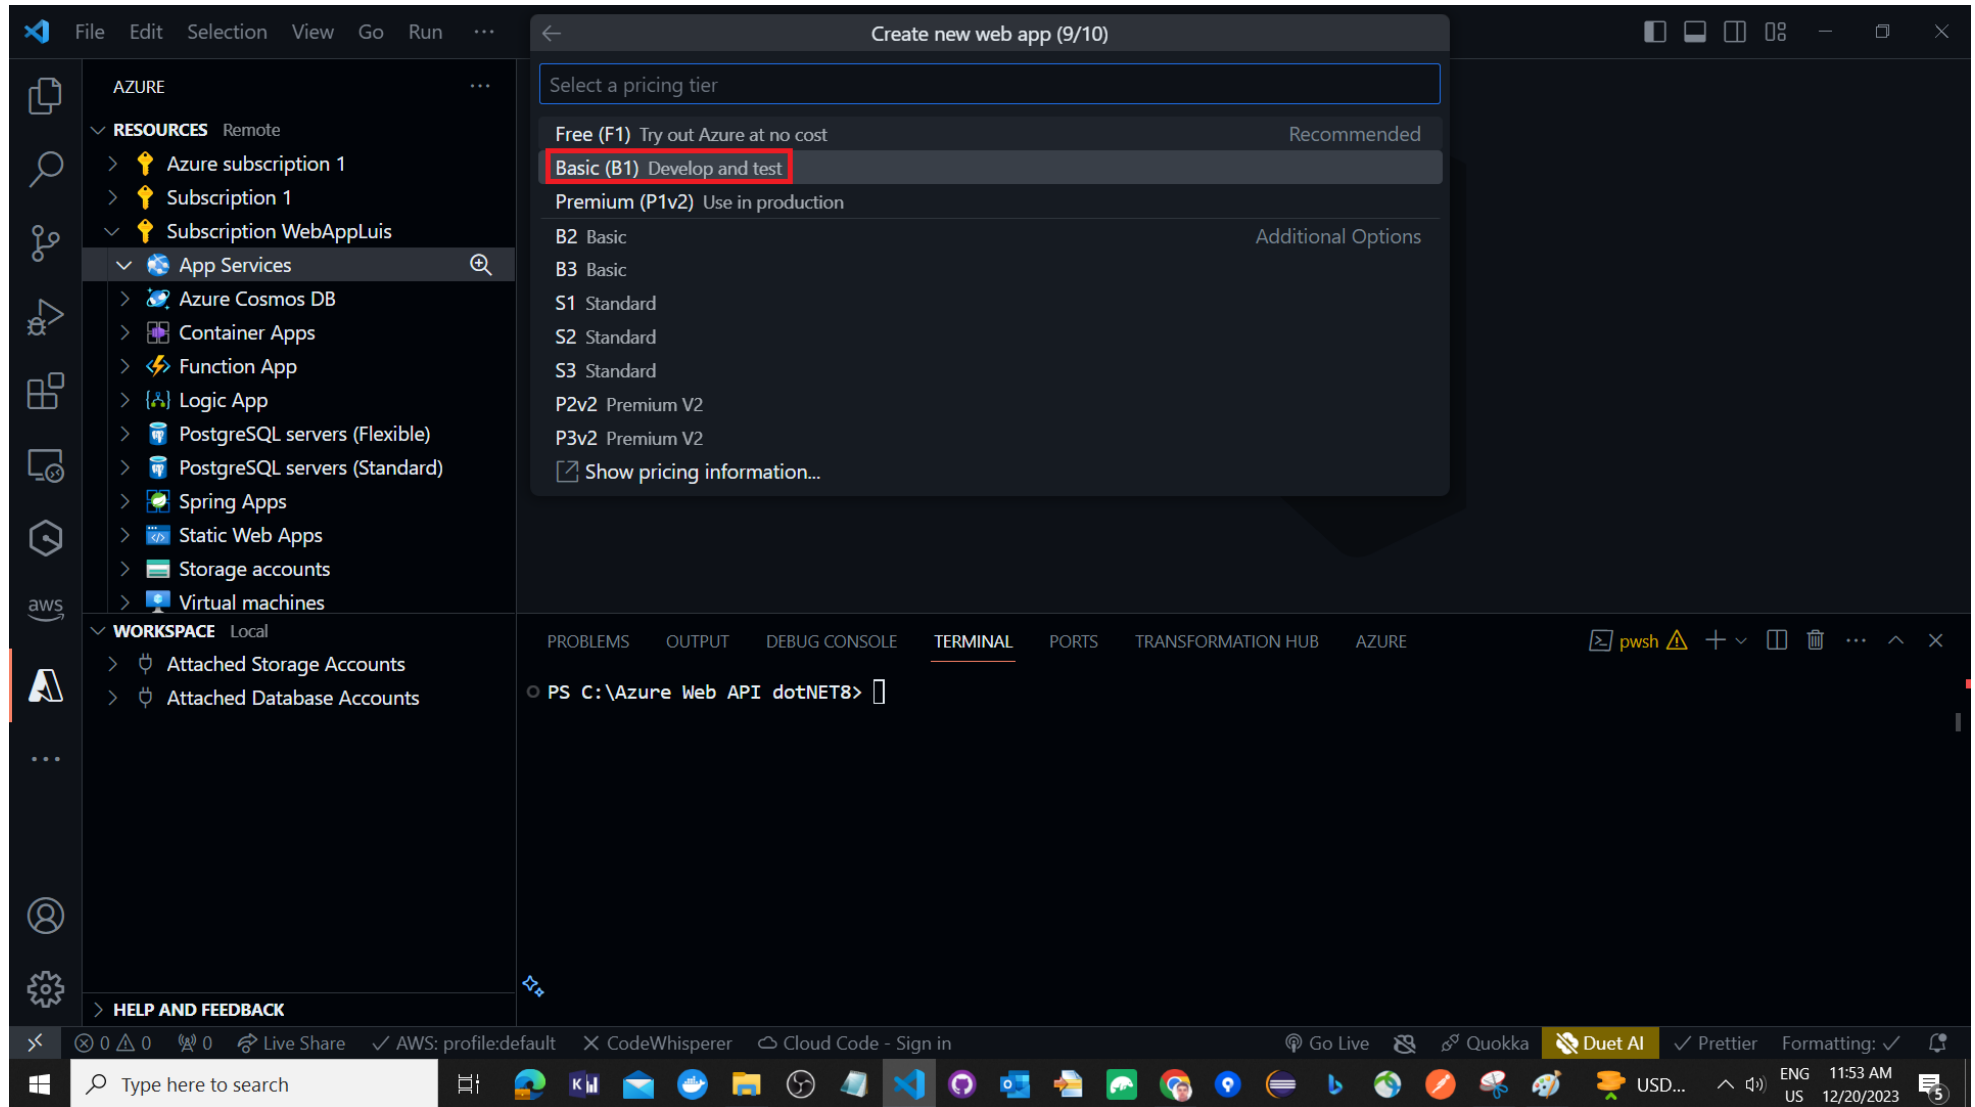 File Edit Selection View Go Run ···
Create new web app (9/10)
AZURE
Select a pricing tier
RESOURCES Remote
Azure subscription 1
Subscription 1
Subscription WebAppLuis
App Services
Azure Cosmos DB
Container Apps
Function App
Logic App
PostgreSQL servers (Flexible)
PostgreSQL servers (Standard)
Spring Apps
Static Web Apps
Storage accounts
Virtual machines
Free (F1) Try out Azure at no cost Recommended
Basic (B1) Develop and test
Premium (P1v2) Use in production
B2 Basic Additional Options
B3 Basic
S1 Standard
S2 Standard
S3 Standard
P2v2 Premium V2
P3v2 Premium V2
Show pricing information...
aws
WORKSPACE Local
Attached Storage Accounts
Attached Database Accounts
HELP AND FEEDBACK
PROBLEMS OUTPUT DEBUG CONSOLE TERMINAL PORTS TRANSFORMATION HUB AZURE pwsh
PS C:\Azure Web API dotNET8>
0 0 0 Live Share AWS: profile:default CodeWhisperer Cloud Code - Sign in Go Live Quokka Duet AI Prettier Formatting:
Type here to search USD... ENG 11:53 AM
US 12/20/2023 5